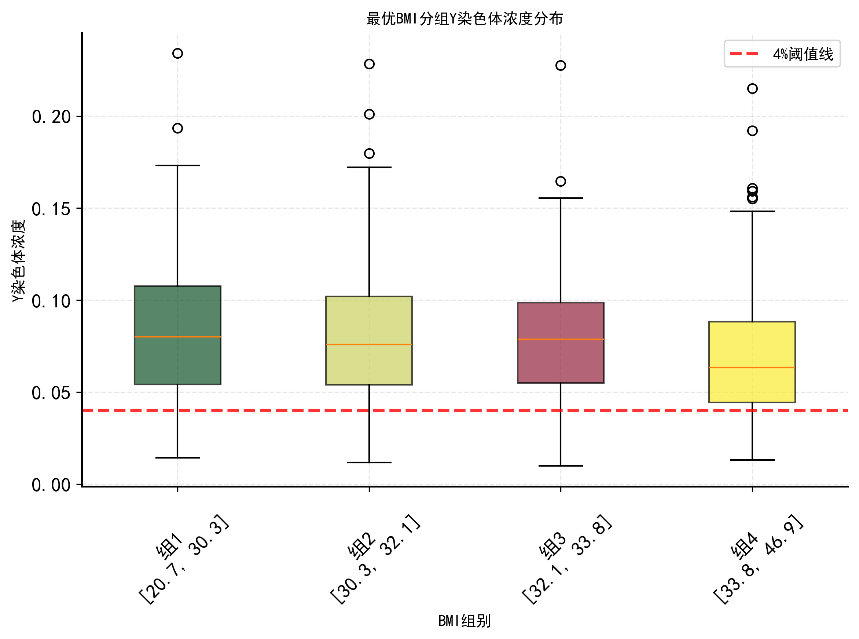 最优BMI分组Y染色体浓度分布
4%阈值线
Y染色体浓度
0.20
0.15
0.10
0.05
0.00
组1
[20.7, 30.3]
组2
[30.3, 32.1]
组3
[32.1, 33.8]
组4
[33.8, 46.9]
BMI组别